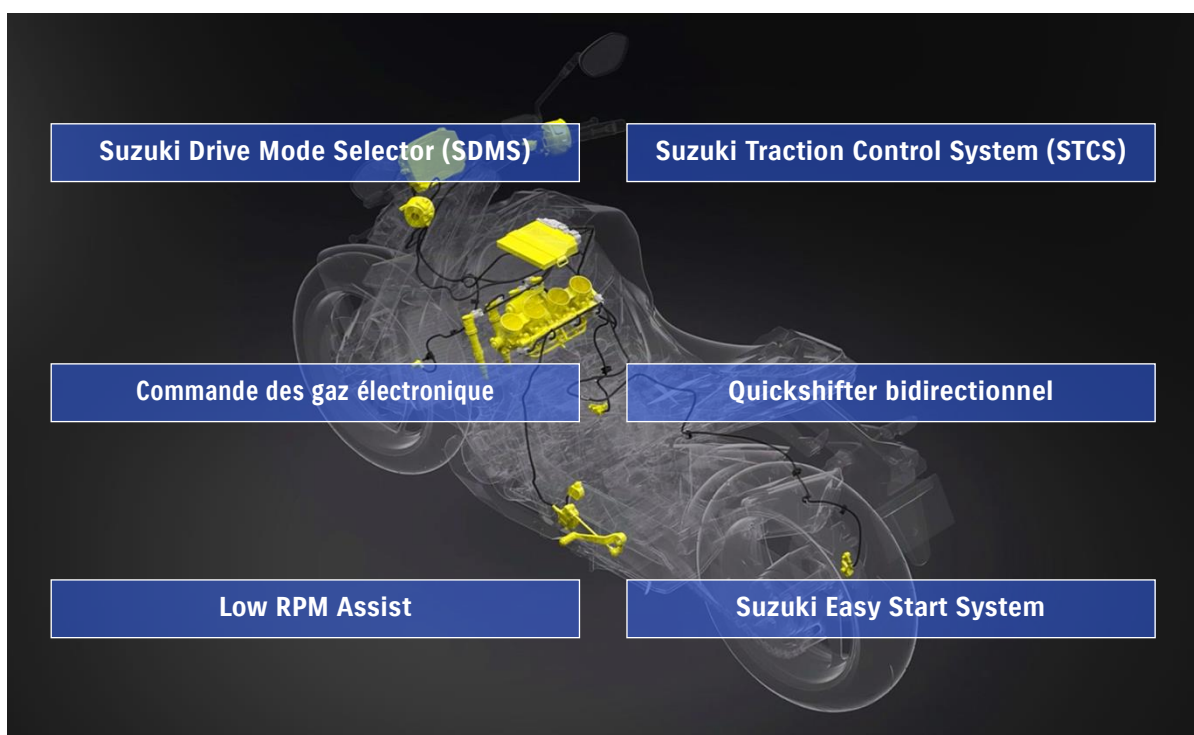 Suzuki Drive Mode Selector (SDMS)
Suzuki Traction Control System (STCS)
Commande des gaz électronique
Quickshifter bidirectionnel
Low RPM Assist
Suzuki Easy Start System